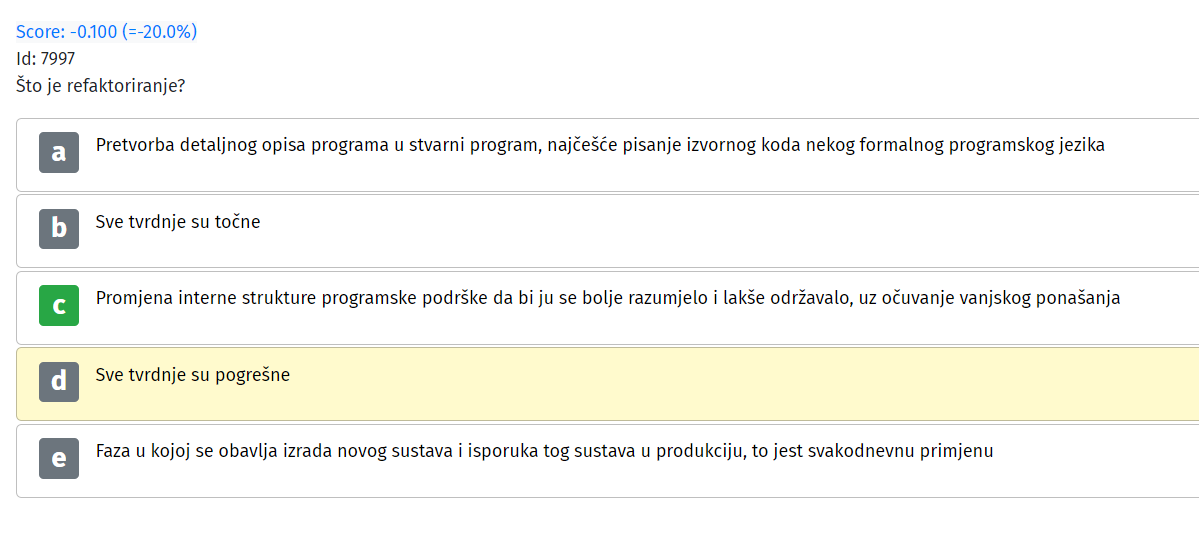 Score: -0.100 (=-20.0%)
Id: 7997
Što je refaktoriranje?
a Pretvorba detaljnog opisa programa u stvarni program, najčešće pisanje izvornog koda nekog formalnog programskog jezika
b Sve tvrdnje su točne
c Promjena interne strukture programske podrške da bi ju se bolje razumjelo i lakše održavalo, uz očuvanje vanjskog ponašanja
d Sve tvrdnje su pogrešne
e Faza u kojoj se obavlja izrada novog sustava i isporuka tog sustava u produkciju, to jest svakodnevnu primjenu